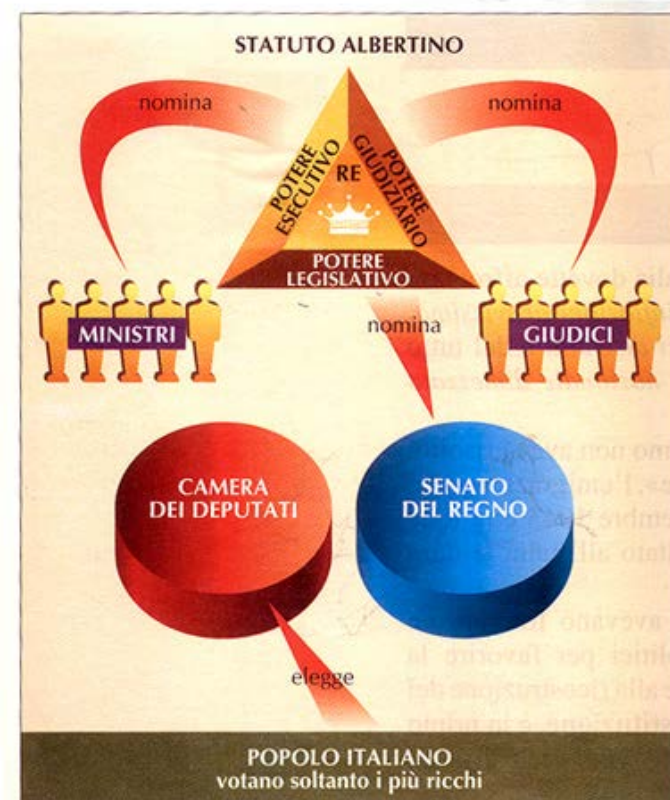 STATUTO ALBERTINO
nomina
nomina
POTERE
ESECUTIVO
RE
POTERE
GIUDIZIARIO
POTERE
LEGISLATIVO
MINISTRI
nomina
GIUDICI
CAMERA
DEI DEPUTATI
SENATO
DEL REGNO
elegge
POPOLO ITALIANO
votano soltanto i più ricchi